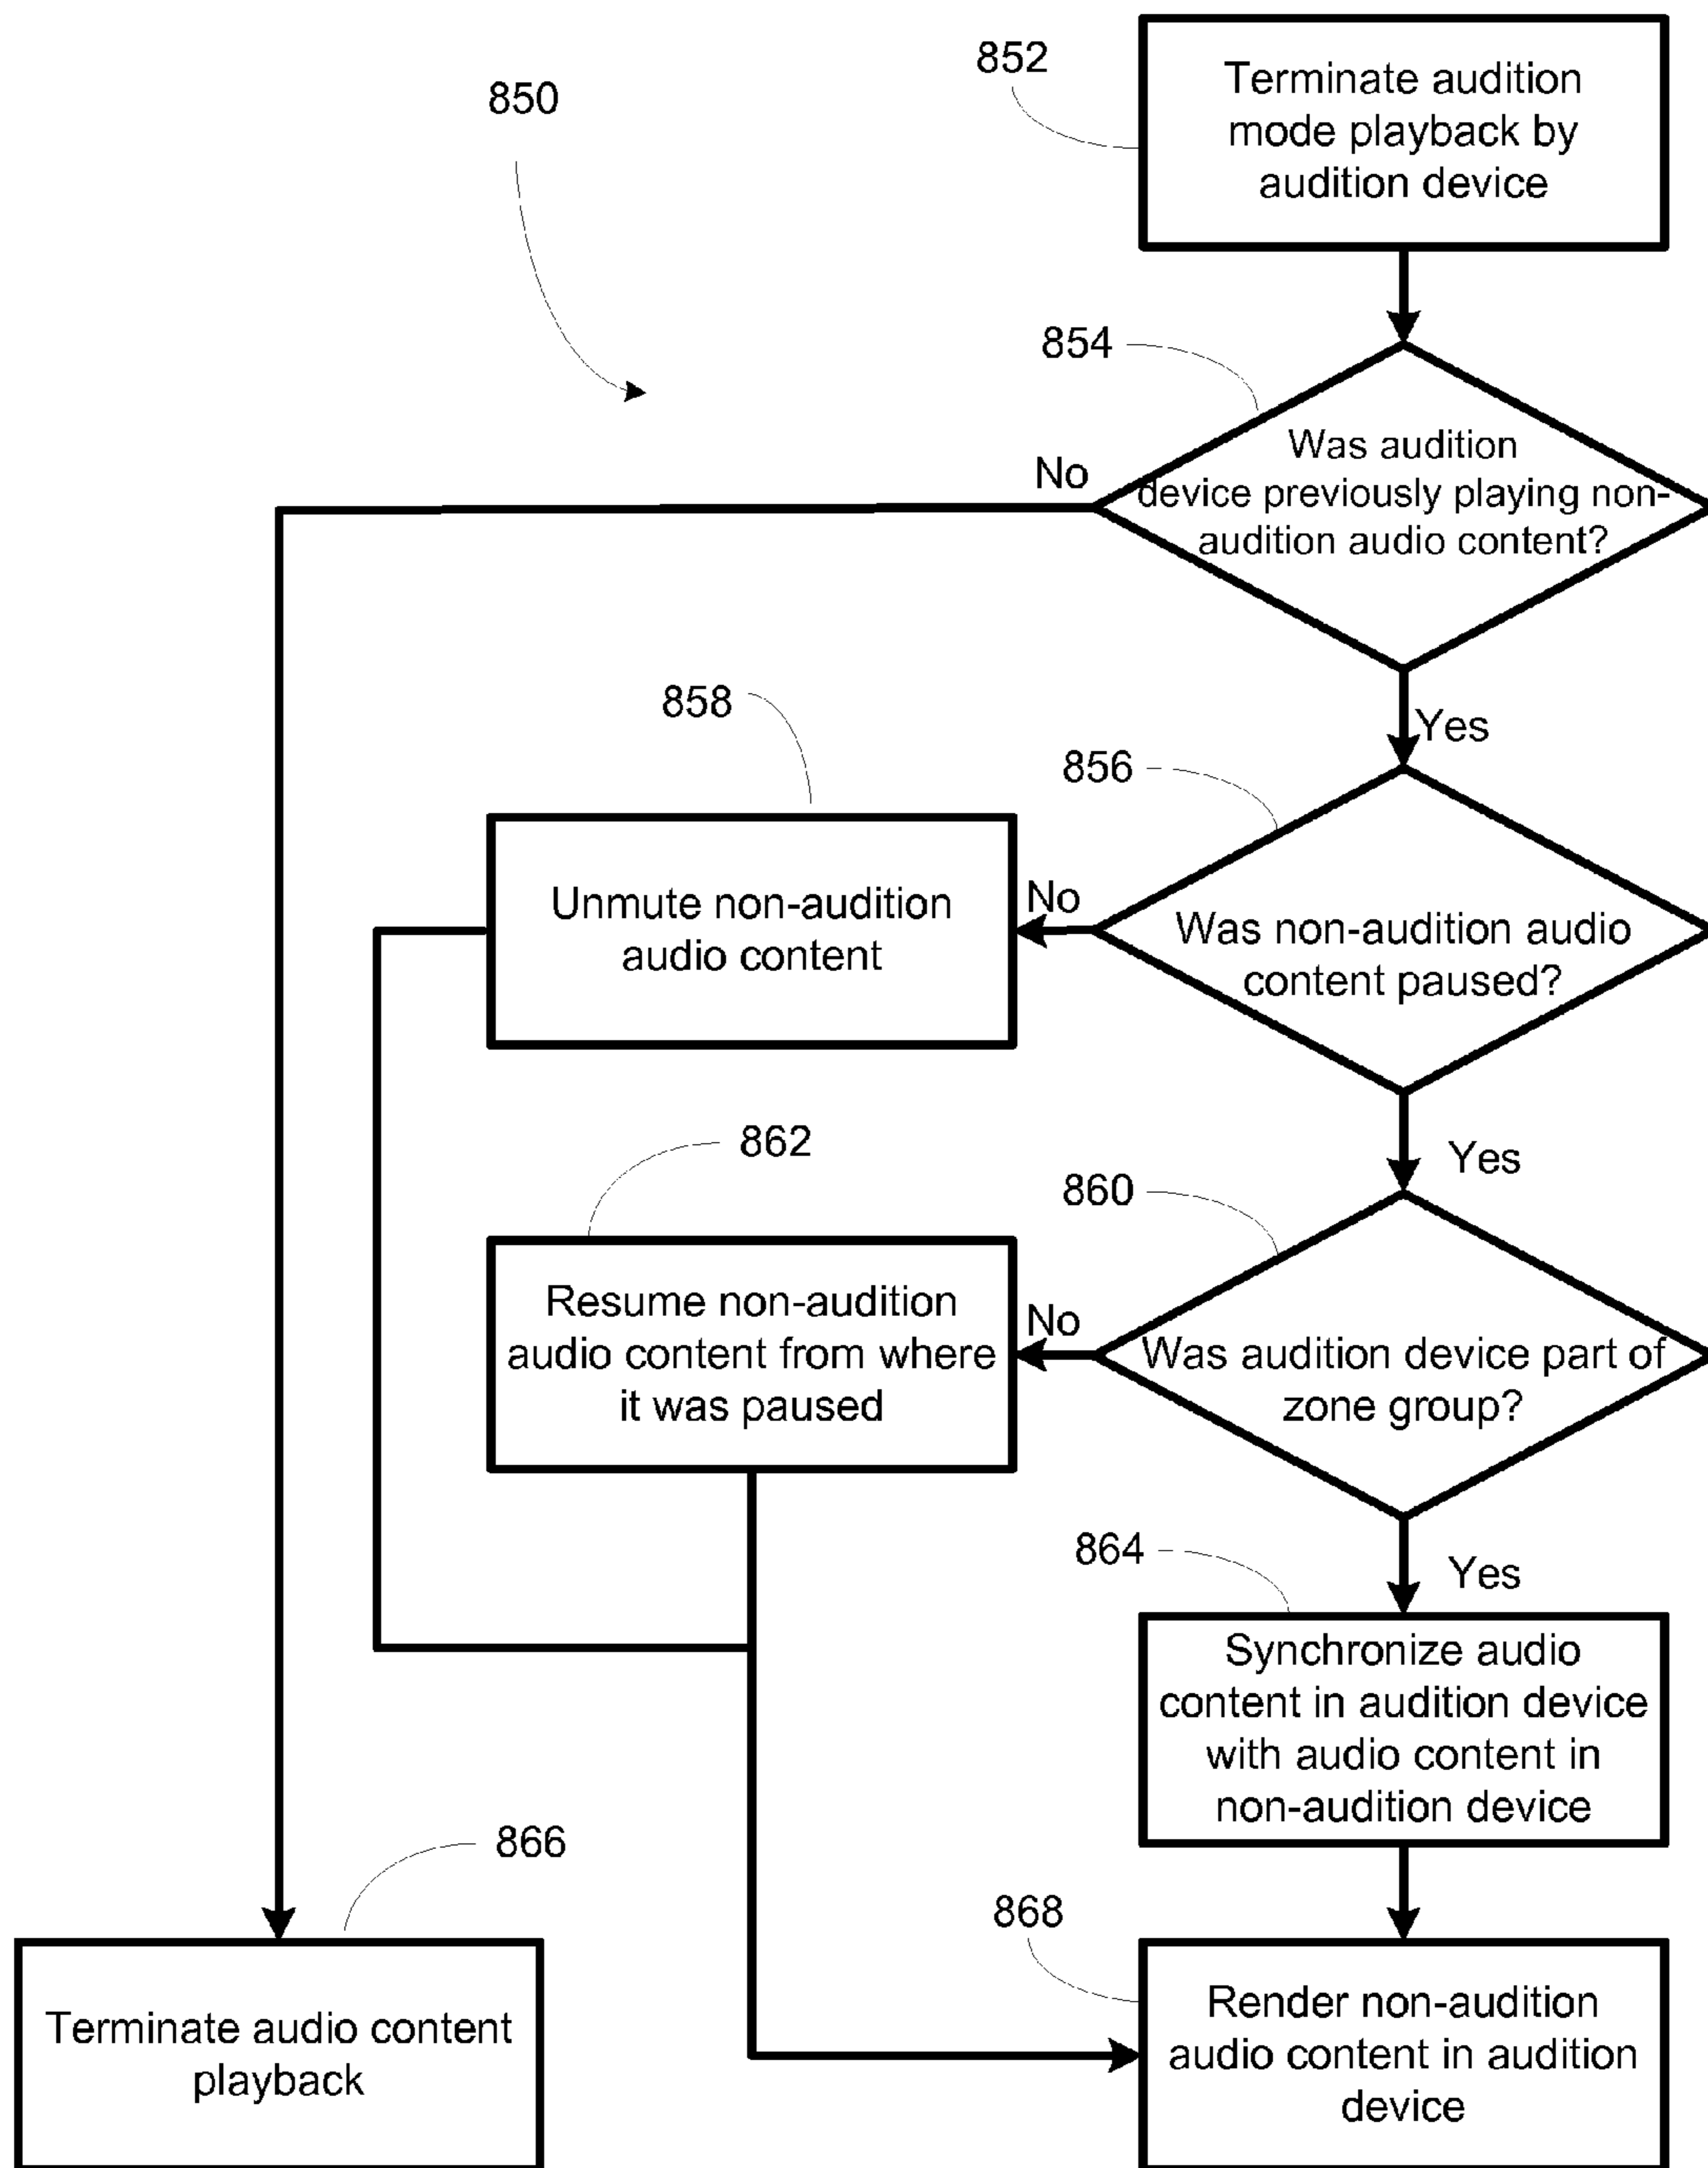 852
Terminate audition
mode playback by
audition device
850
854
Was audition
device previously playing non-
audition audio content?
No
Yes
858
856
Unmute non-audition
audio content
No
Was non-audition audio
content paused?
Yes
862
860
Resume non-audition
audio content from where
it was paused
No
Was audition device part of
zone group?
Yes
864
Synchronize audio
content in audition device
with audio content in
non-audition device
866
868
Terminate audio content
playback
Render non-audition
audio content in audition
device